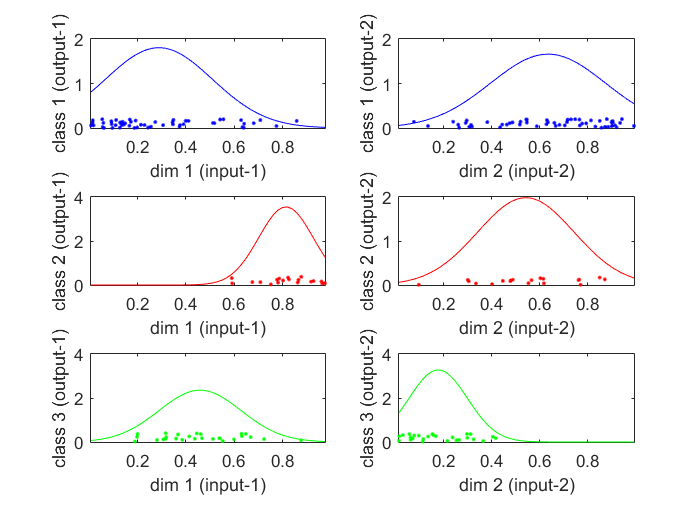 class 1 (output-1)
2
1
0
0.2 0.4 0.6 0.8
dim 1 (input-1)
class 1 (output-2)
2
1
0
0.2 0.4 0.6 0.8
dim 2 (input-2)
class 2 (output-1)
4
2
0
0.2 0.4 0.6 0.8
dim 1 (input-1)
class 2 (output-2)
2
1
0
0.2 0.4 0.6 0.8
dim 2 (input-2)
class 3 (output-1)
4
2
0
0.2 0.4 0.6 0.8
dim 1 (input-1)
class 3 (output-2)
4
2
0
0.2 0.4 0.6 0.8
dim 2 (input-2)